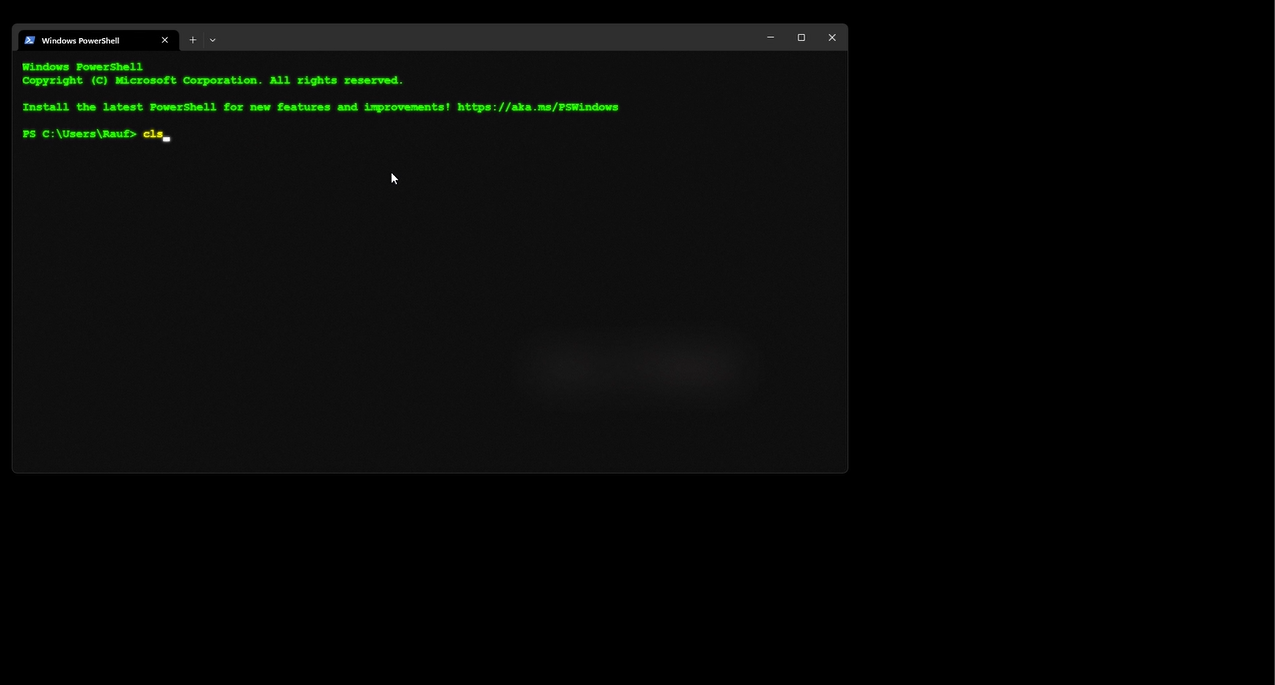 Windows PowerShell
Windows PowerShell
Copyright (C) Microsoft Corporation. All rights reserved.
Install the latest PowerShell for new features and improvements! https://aka.ms/PSWindows
PS C:\Users\Rauf> cls